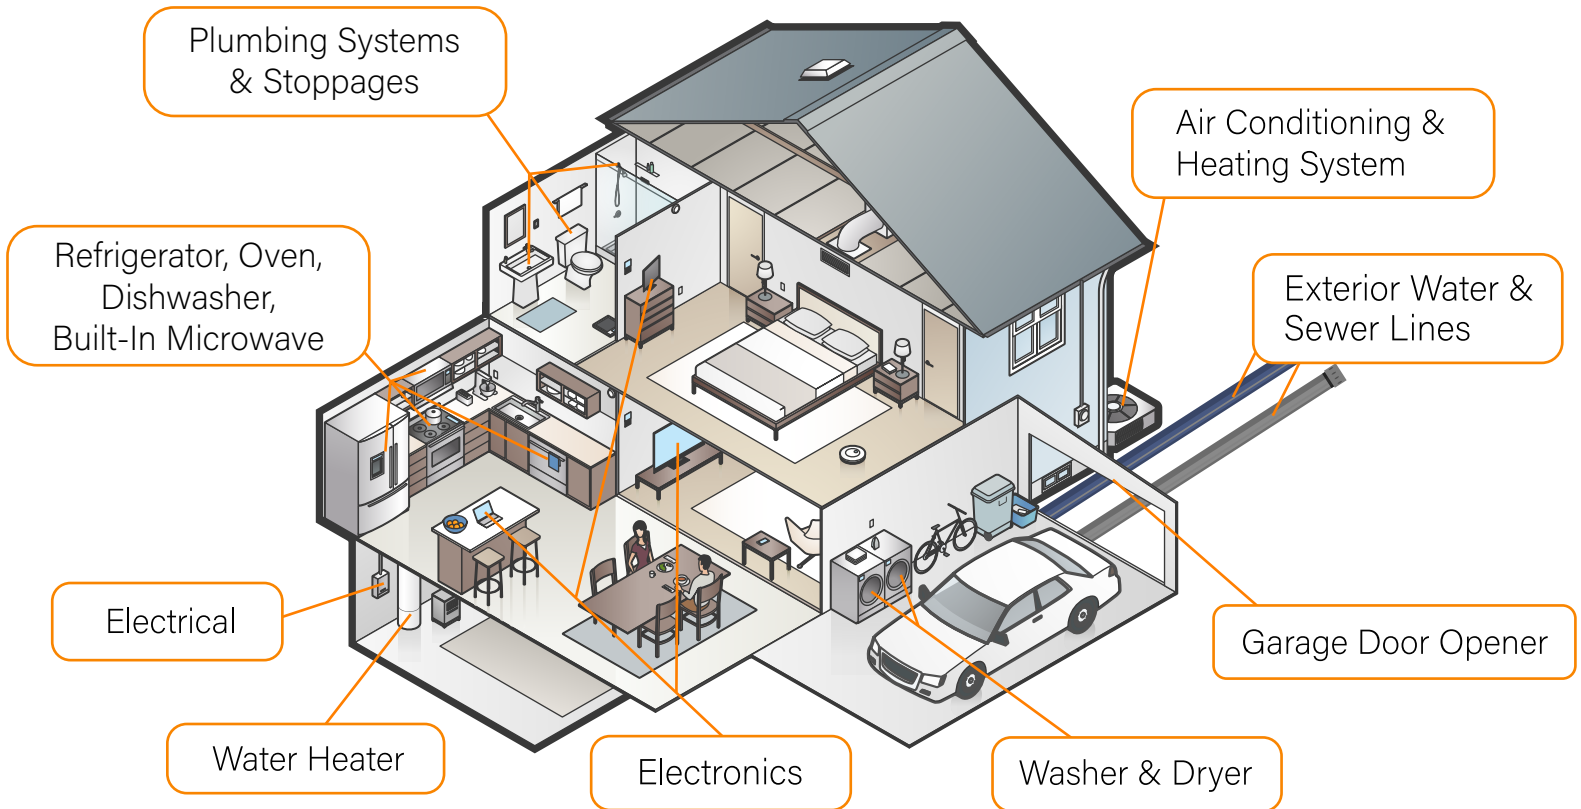 Plumbing Systems
& Stoppages
Air Conditioning &
Heating System
Refrigerator, Oven,
Dishwasher,
Built-In Microwave
Exterior Water &
Sewer Lines
Electrical
Garage Door Opener
Water Heater
Electronics
Washer & Dryer